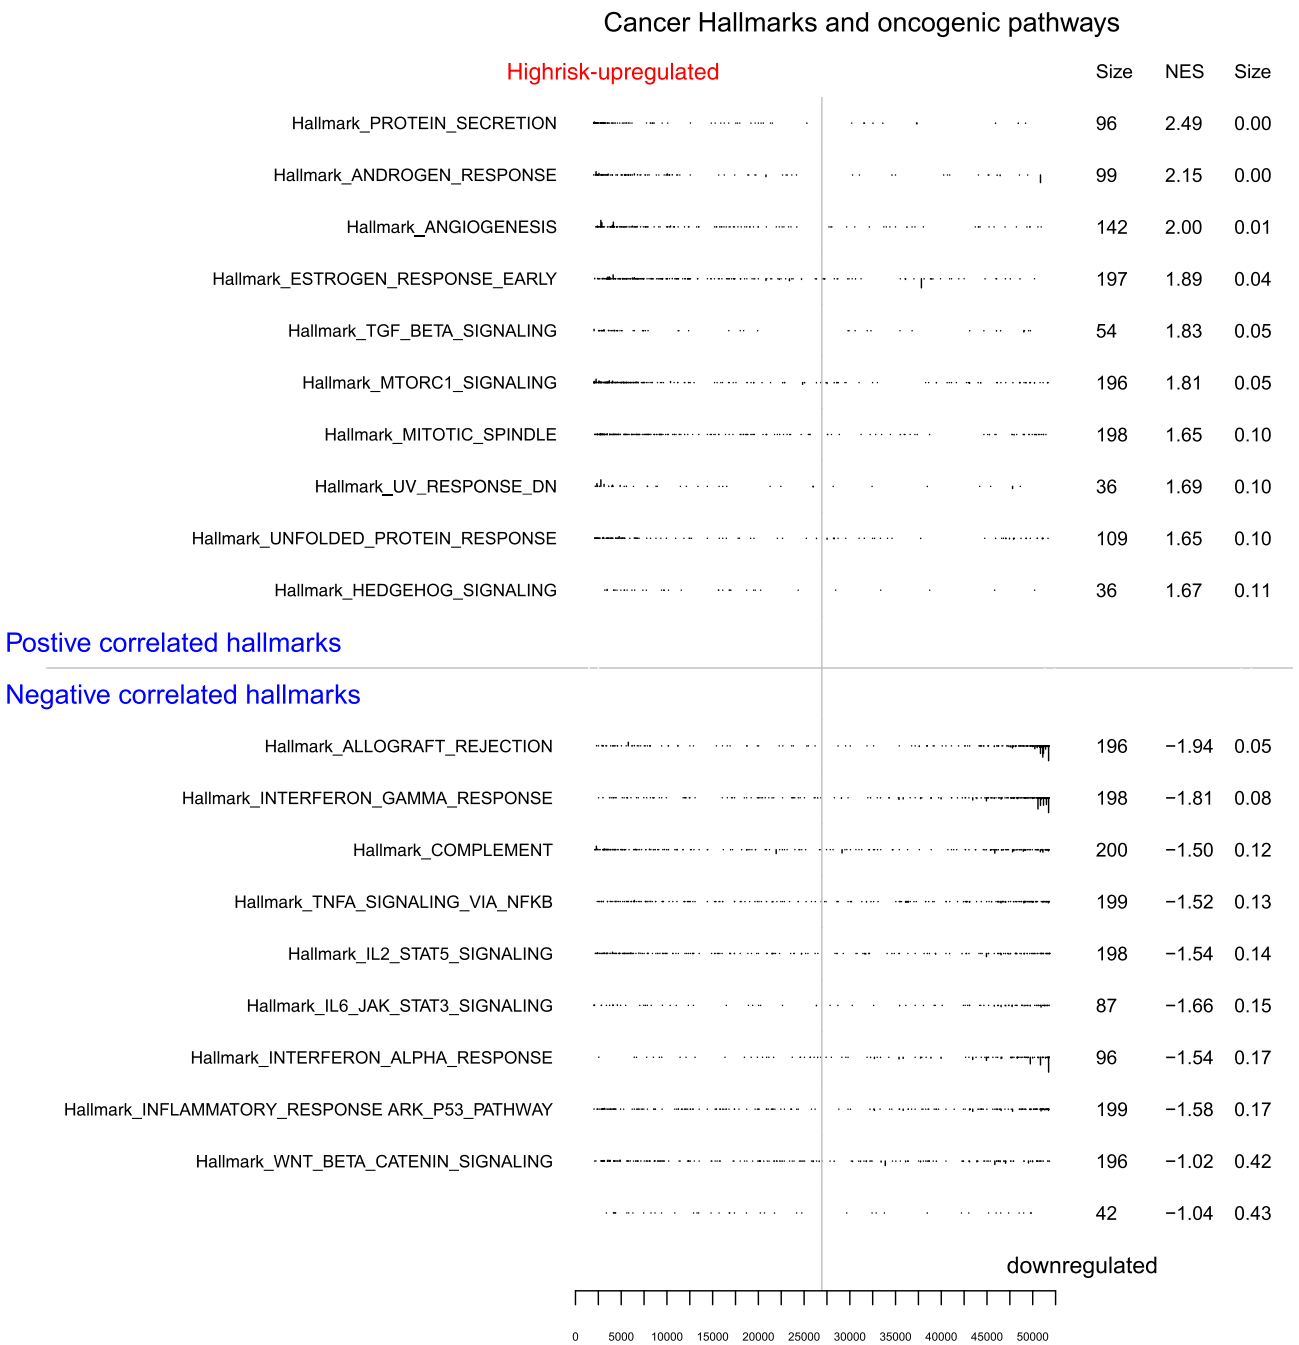 Cancer Hallmarks and oncogenic pathways
Highrisk-upregulated Size NES Size
Hallmark_PROTEIN_SECRETION 96 2.49 0.00
Hallmark_ANDROGEN_RESPONSE 99 2.15 0.00
Hallmark_ANGIOGENESIS 142 2.00 0.01
Hallmark_ESTROGEN_RESPONSE_EARLY 197 1.89 0.04
Hallmark_TGF_BETA_SIGNALING 54 1.83 0.05
Hallmark_MTORC1_SIGNALING 196 1.81 0.05
Hallmark_MITOTIC_SPINDLE 198 1.65 0.10
Hallmark_UV_RESPONSE_DN 36 1.69 0.10
Hallmark_UNFOLDED_PROTEIN_RESPONSE 109 1.65 0.10
Hallmark_HEDGEHOG_SIGNALING 36 1.67 0.11
Postive correlated hallmarks
Negative correlated hallmarks
Hallmark_ALLOGRAFT_REJECTION 196 −1.94 0.05
Hallmark_INTERFERON_GAMMA_RESPONSE 198 −1.81 0.08
Hallmark_COMPLEMENT 200 −1.50 0.12
Hallmark_TNFA_SIGNALING_VIA_NFKB 199 −1.52 0.13
Hallmark_IL2_STAT5_SIGNALING 198 −1.54 0.14
Hallmark_IL6_JAK_STAT3_SIGNALING 87 −1.66 0.15
Hallmark_INTERFERON_ALPHA_RESPONSE 96 −1.54 0.17
Hallmark_INFLAMMATORY_RESPONSE ARK_P53_PATHWAY 199 −1.58 0.17
Hallmark_WNT_BETA_CATENIN_SIGNALING 196 −1.02 0.42
42 −1.04 0.43
downregulated
0 5000 10000 15000 20000 25000 30000 35000 40000 45000 50000